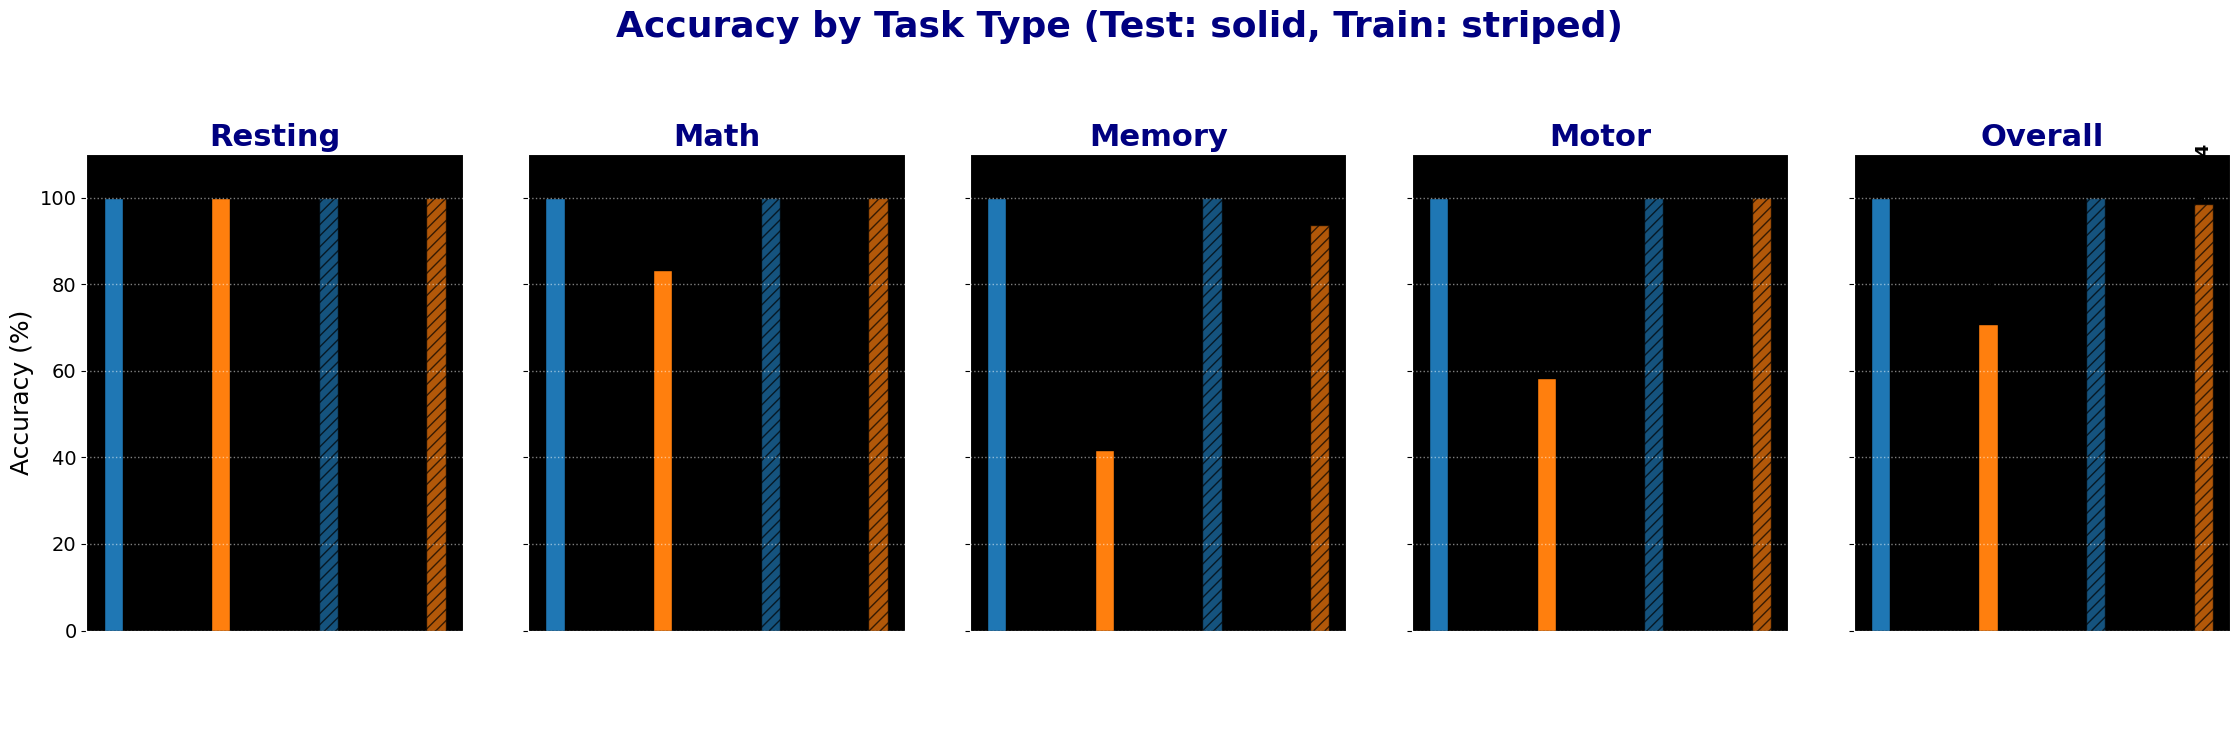 Accuracy by Task Type (Test: solid, Train: striped)
Resting
Math
Memory
Motor
Overall
4
Accuracy (%)
100
80
60
40
20
0